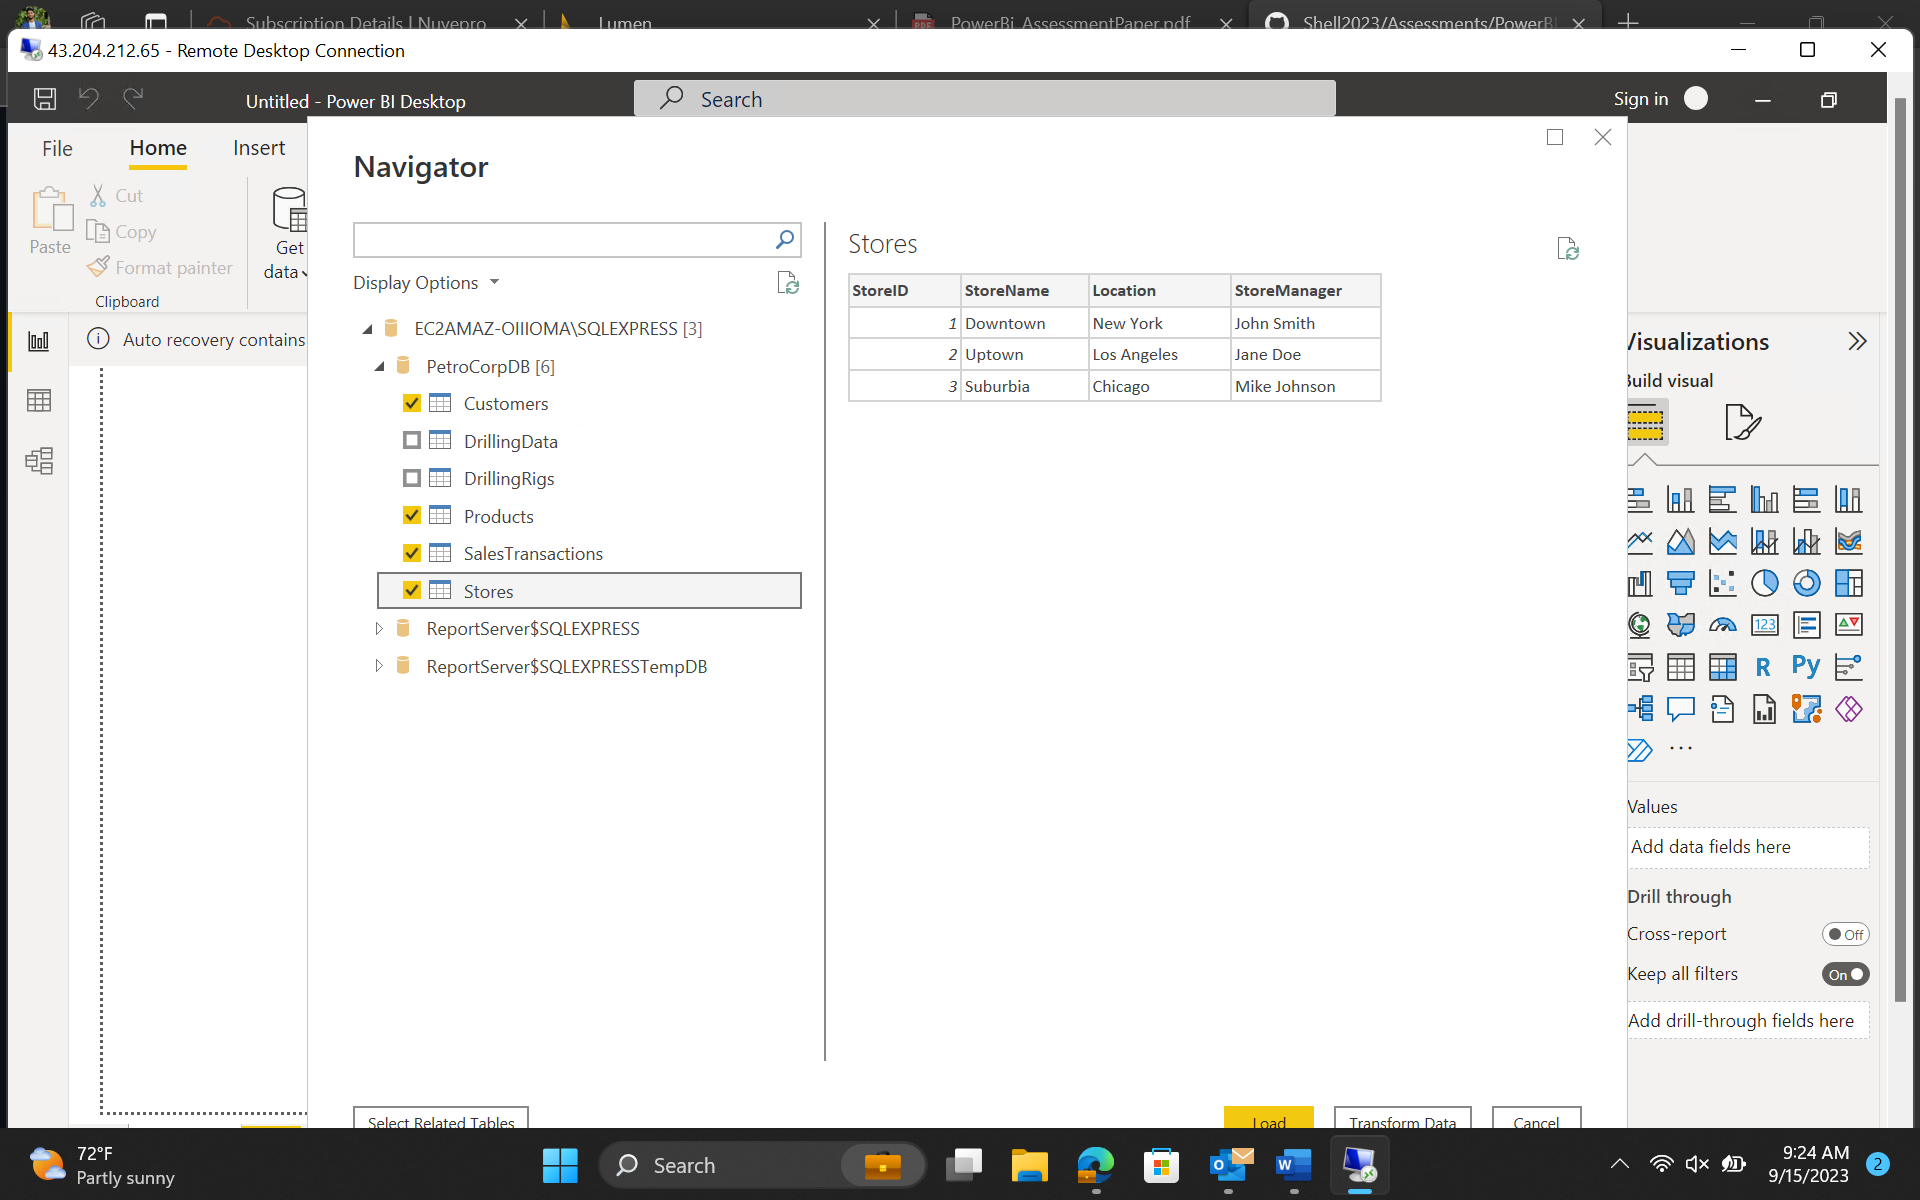 Subscription Details | Nuvepro
Lumen
PowerBi_AssessmentPaper.pdf
Shell2023/Assessments/PowerBI
43.204.212.65 - Remote Desktop Connection
Untitled - Power BI Desktop
Search
Sign in
File
Home
Insert
Paste
Cut
Copy
Format painter
Clipboard
Get
data
Auto recovery contains
Navigator
Display Options
EC2AMAZ-OIIIOMA\SQLEXPRESS [3]
PetroCorpDB [6]
Customers
DrillingData
DrillingRigs
Products
SalesTransactions
Stores
ReportServer$SQLEXPRESS
ReportServer$SQLEXPRESSTempDB
Stores
StoreID StoreName Location StoreManager
1 Downtown New York John Smith
2 Uptown Los Angeles Jane Doe
3 Suburbia Chicago Mike Johnson
Select Related Tables
Load
Transform Data
Cancel
Visualizations
Build visual
123
R
Py
Values
Add data fields here
Drill through
Cross-report
Off
Keep all filters
On
Add drill-through fields here
72°F
Partly sunny
Search
9:24 AM
9/15/2023
2